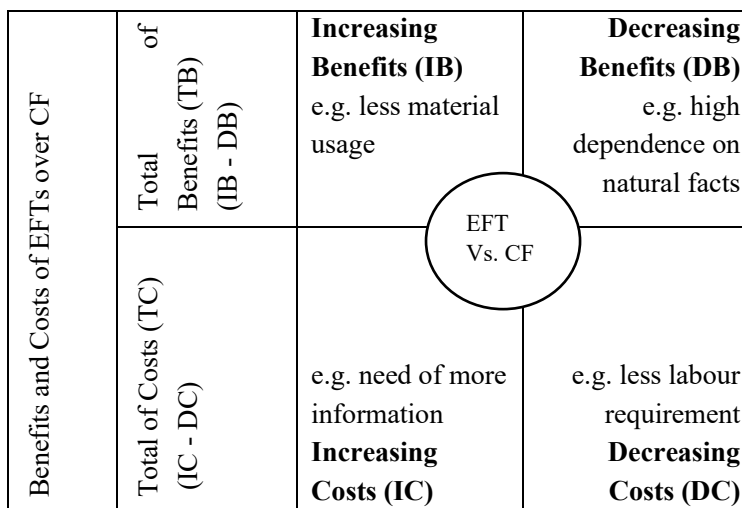 Benefits and Costs of EFTs over CF
Total of
Benefits (TB)
(IB - DB)
Increasing
Benefits (IB)
e.g. less material
usage
Decreasing
Benefits (DB)
e.g. high
dependence on
natural facts
EFT
Vs. CF
Total of Costs (TC)
(IC - DC)
e.g. need of more
information
Increasing
Costs (IC)
e.g. less labour
requirement
Decreasing
Costs (DC)